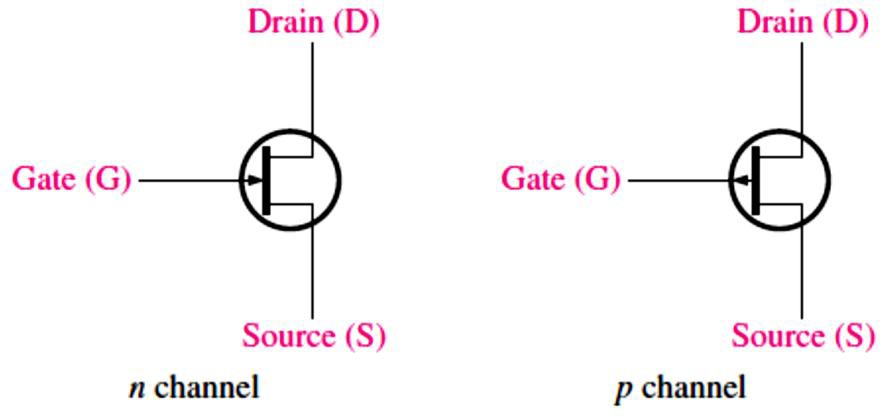 Drain (D)
Drain (D)
Gate (G)
Gate (G)
Source (S)
Source (S)
n channel
p channel